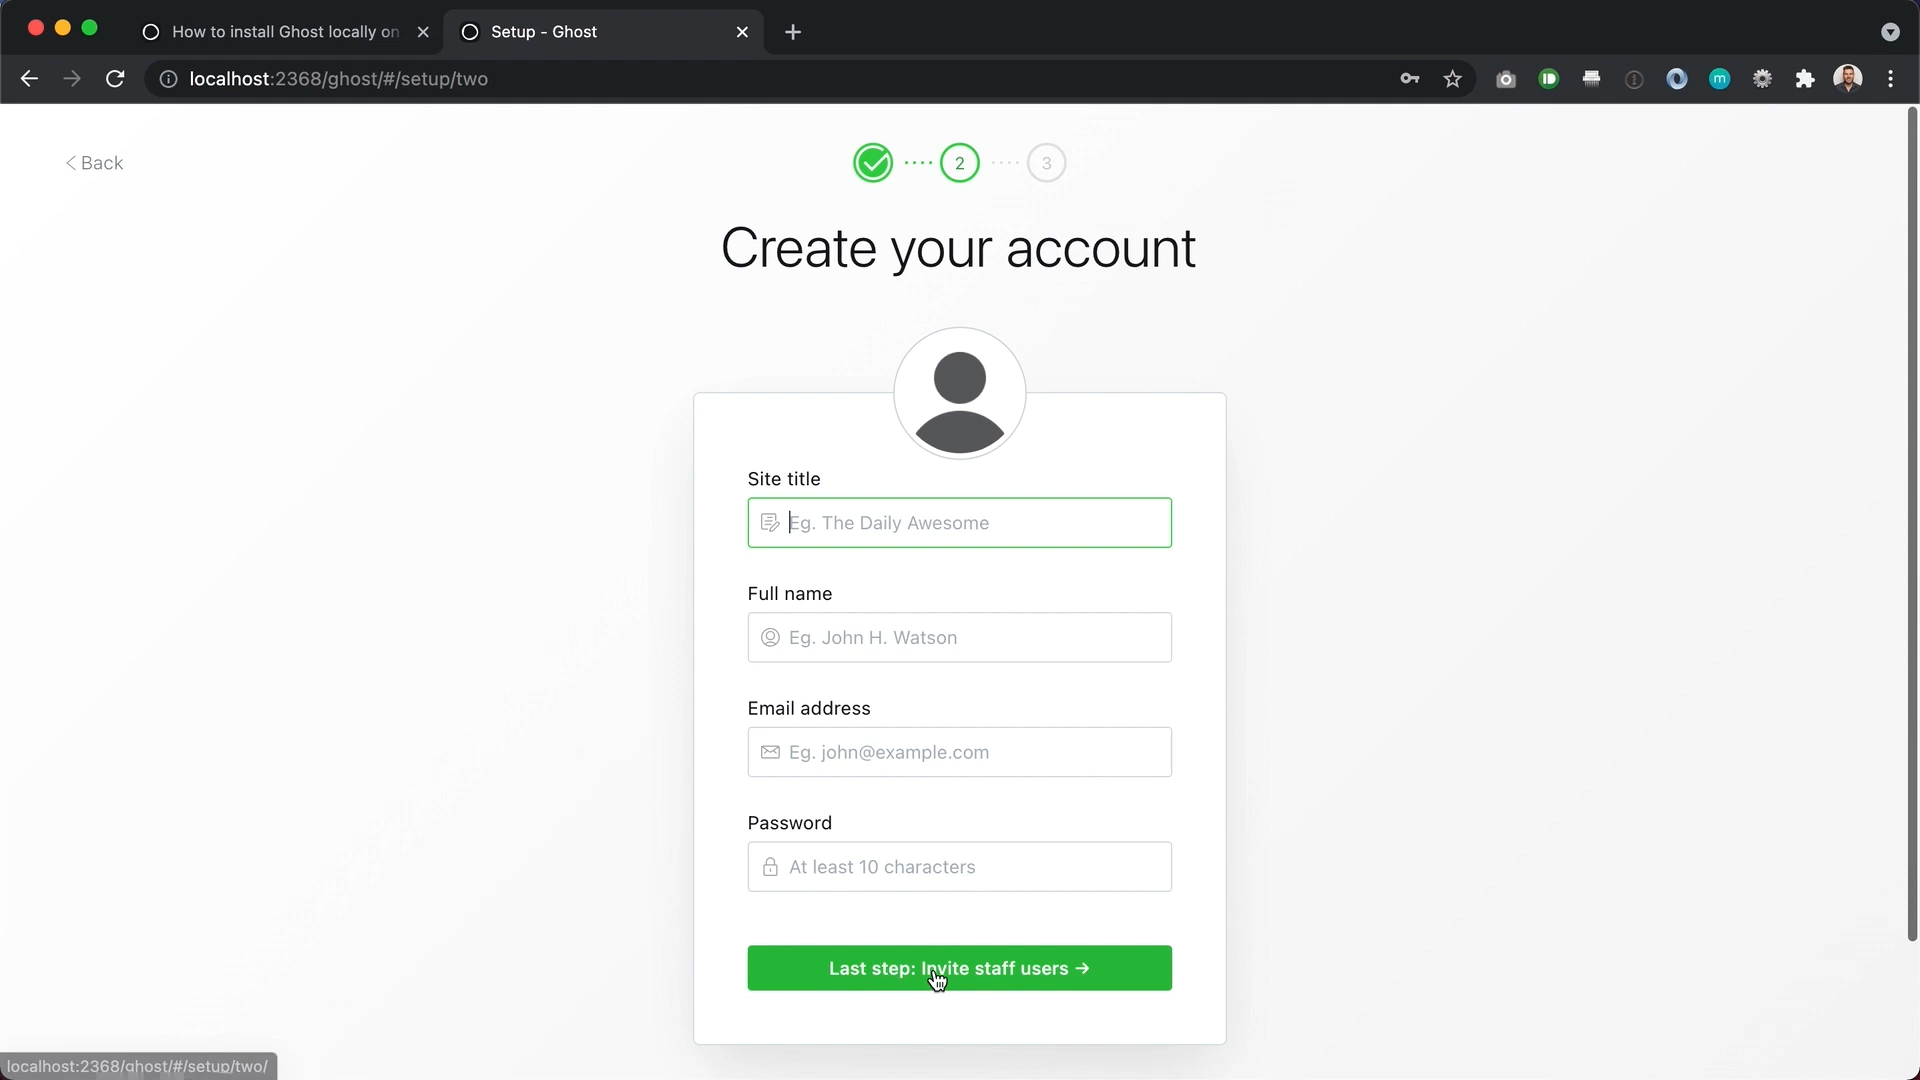 How to install Ghost locally on
Setup - Ghost
localhost:2368/ghost/#/setup/two
m
Back
2
3
Create your account
Site title
Eg. The Daily Awesome
Full name
Eg. John H. Watson
Email address
Eg. john@example.com
Password
At least 10 characters
Last step: Invite staff users →
localhost:2368/ghost/#/setup/two/